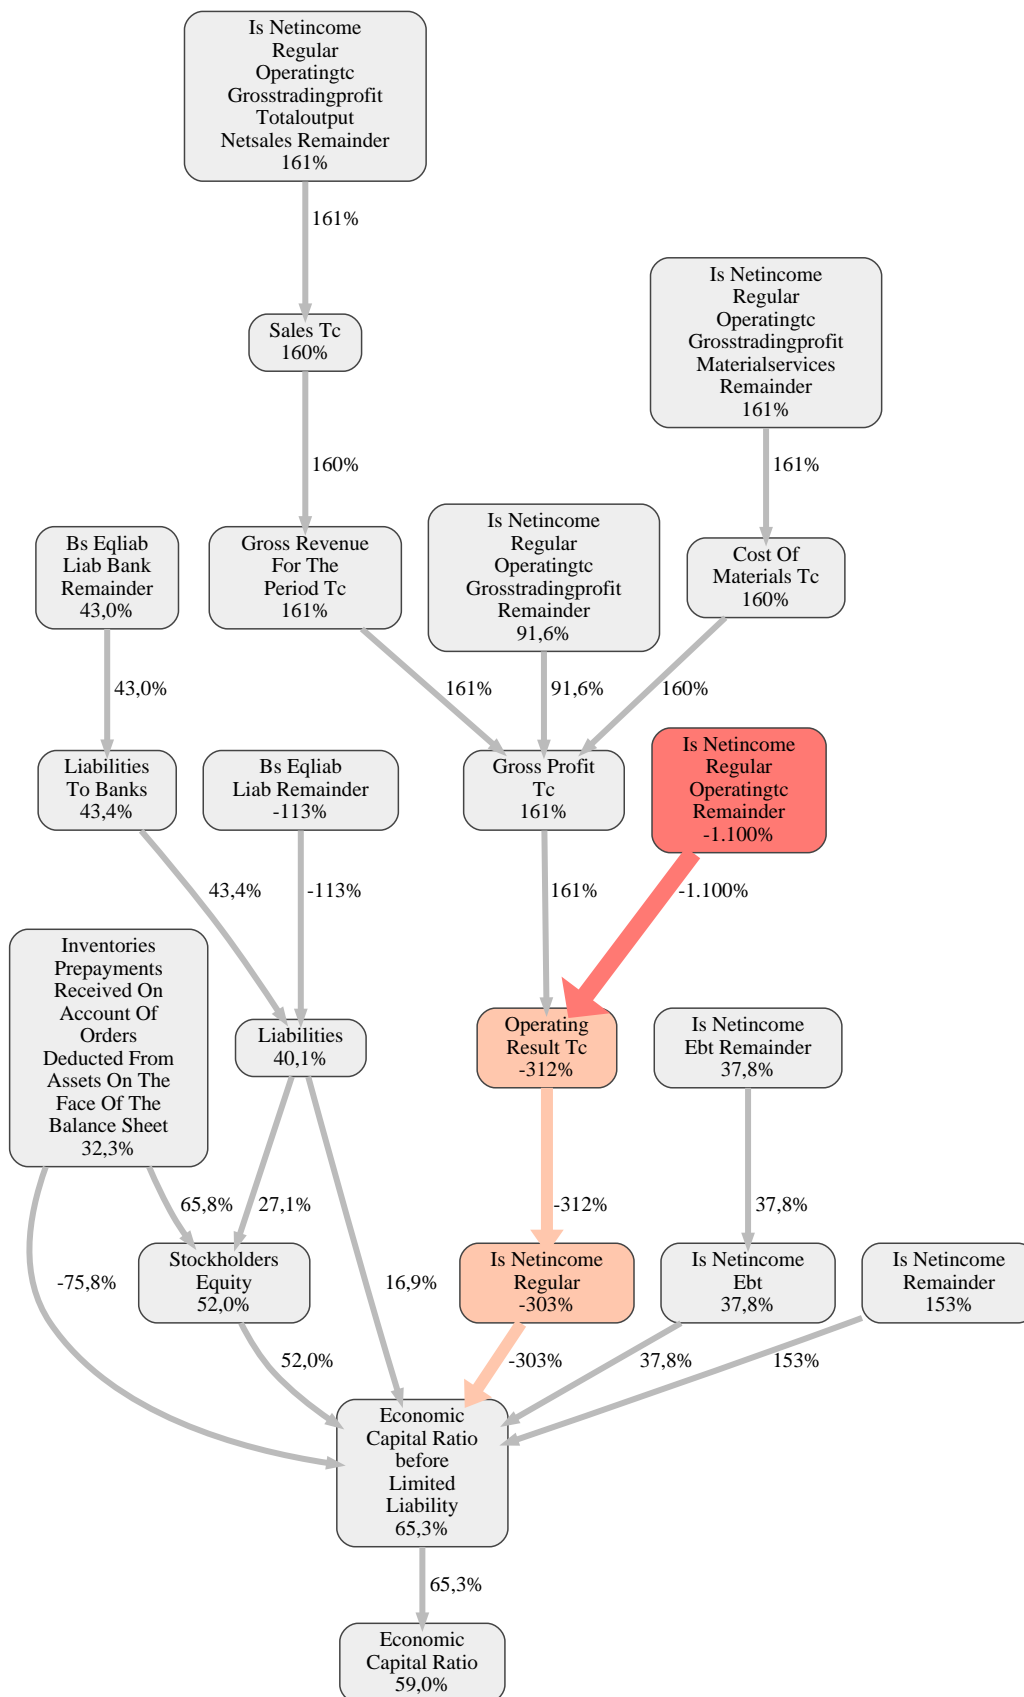 Is Netincome
Regular
Operatingtc
Grosstradingprofit
Totaloutput
Netsales Remainder
161%
161%
Is Netincome
Regular
Operatingtc
Grosstradingprofit
Materialservices
Remainder
161%
Sales Tc
160%
160%
161%
Bs Eqliab
Liab Bank
Remainder
43,0%
Gross Revenue
For The
Period Tc
161%
Is Netincome
Regular
Operatingtc
Grosstradingprofit
Remainder
91,6%
Cost Of
Materials Tc
160%
43,0%
161%
91,6%
160%
Liabilities
To Banks
43,4%
Bs Eqliab
Liab Remainder
-113%
Gross Profit
Tc
161%
Is Netincome
Regular
Operatingtc
Remainder
-1.100%
43,4%
-113%
161%
-1.100%
Inventories
Prepayments
Received On
Account Of
Orders
Deducted From
Assets On The
Face Of The
Balance Sheet
32,3%
Liabilities
40,1%
Operating
Result Tc
-312%
Is Netincome
Ebt Remainder
37,8%
65,8%
27,1%
-312%
37,8%
-75,8%
Stockholders
Equity
52,0%
16,9%
Is Netincome
Regular
-303%
Is Netincome
Ebt
37,8%
Is Netincome
Remainder
153%
52,0%
-303%
37,8%
153%
Economic
Capital Ratio
before
Limited
Liability
65,3%
65,3%
Economic
Capital Ratio
59,0%